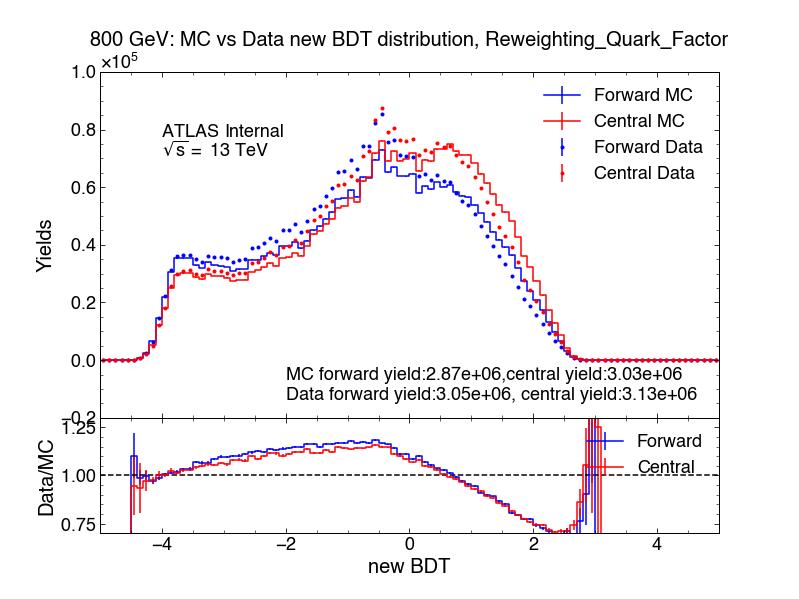 800 GeV: MC vs Data new BDT distribution, Reweighting_Quark_Factor
×10⁵
1.0
0.8
0.6
0.4
0.2
0.0
−0.2
Yields
ATLAS Internal
√s = 13 TeV
Forward MC
Central MC
Forward Data
Central Data
MC forward yield:2.87e+06,central yield:3.03e+06
Data forward yield:3.05e+06, central yield:3.13e+06
1.25
1.00
0.75
Data/MC
Forward
Central
−4 −2 0 2 4
new BDT